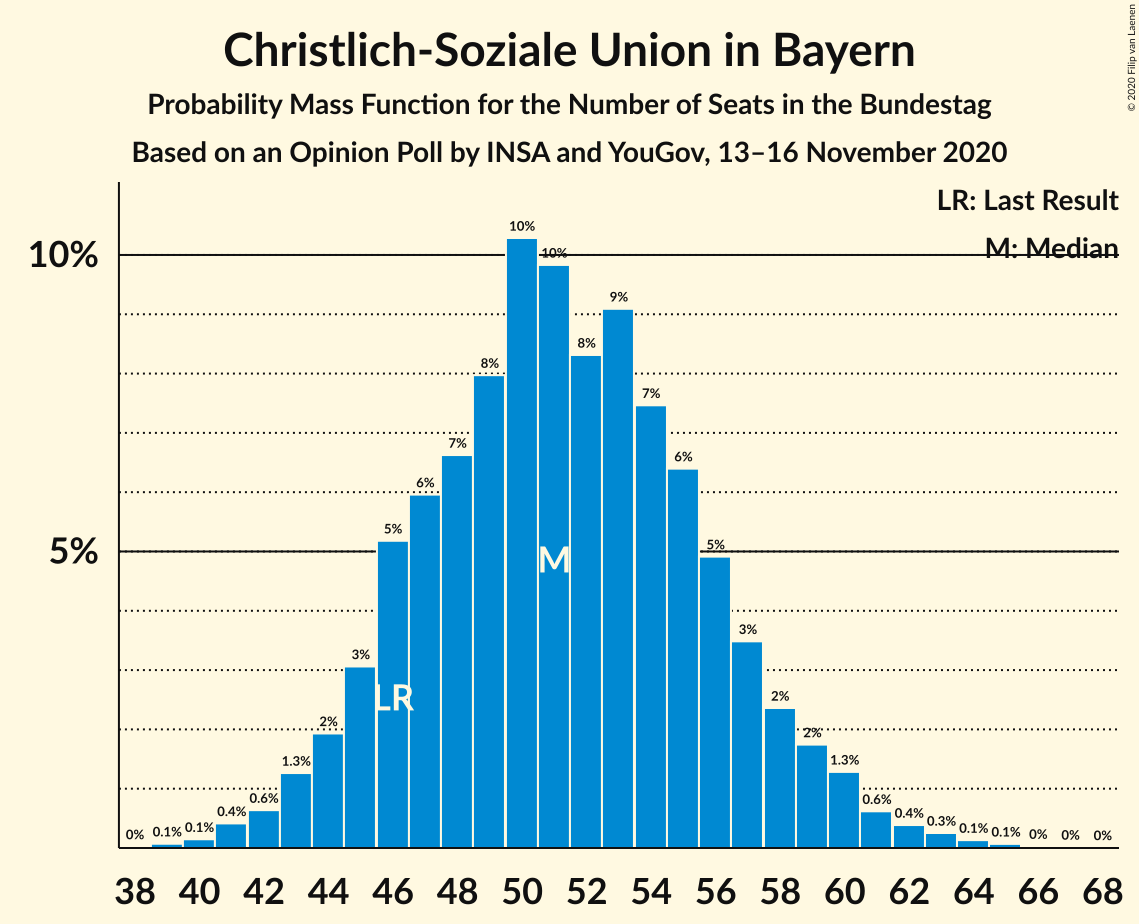 © 2020 Filip van Laenen
Christlich-Soziale Union in Bayern
Probability Mass Function for the Number of Seats in the Bundestag
Based on an Opinion Poll by INSA and YouGov, 13–16 November 2020
LR: Last Result
M: Median
10%
5%
0% 0.1% 0.1% 0.4% 0.6% 1.3% 2% 3% 5% 6% 7% 8% 10% 10% 8% 9% 7% 6% 5% 3% 2% 2% 1.3% 0.6% 0.4% 0.3% 0.1% 0.1% 0% 0% 0%
LR
M
38 40 42 44 46 48 50 52 54 56 58 60 62 64 66 68